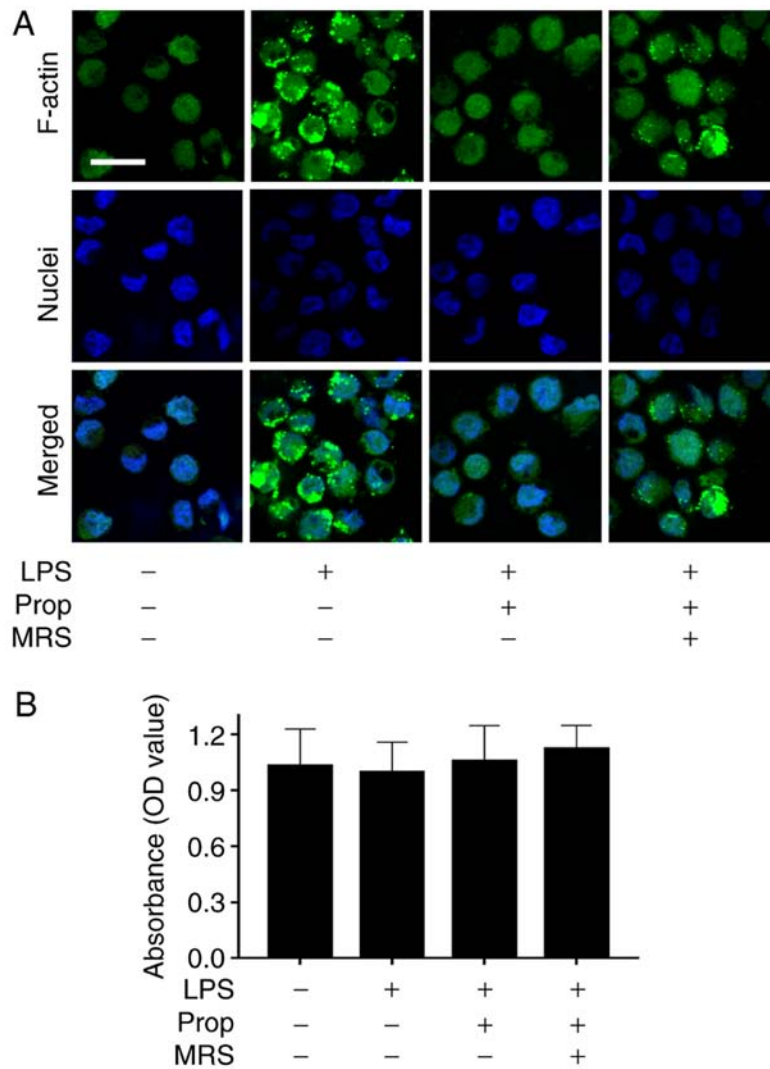 A
F-actin
Nuclei
Merged
LPS – + + +
Prop – – + +
MRS – – – +
B
Absorbance (OD value)
1.2
0.9
0.6
0.3
0.0
LPS – + + +
Prop – – + +
MRS – – – +